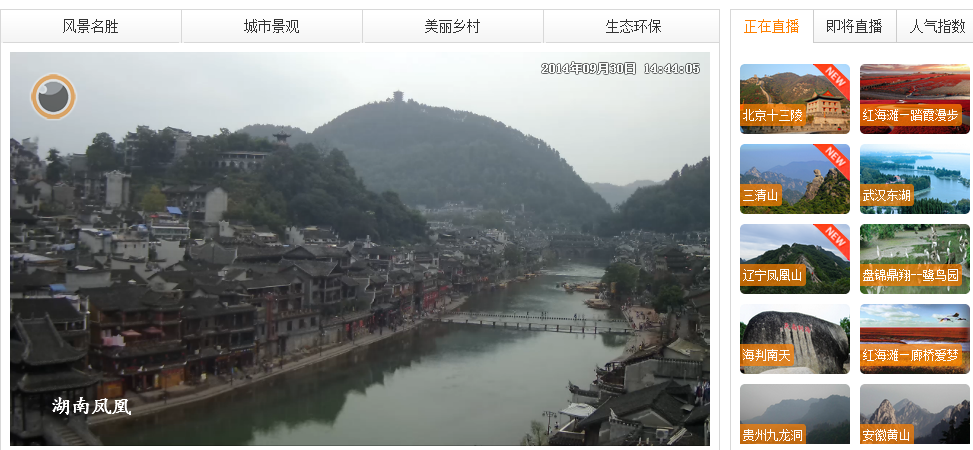 风景名胜
城市景观
美丽乡村
生态环保
正在直播
即将直播
人气指数
2014年09月30日 14:44:05
湖南凤凰
NEW
北京十三陵
红海滩—踏霞漫步
NEW
三清山
武汉东湖
NEW
辽宁凤凰山
盘锦鼎翔--鹭鸟园
海判南天
红海滩—廊桥爱梦
贵州九龙洞
安徽黄山